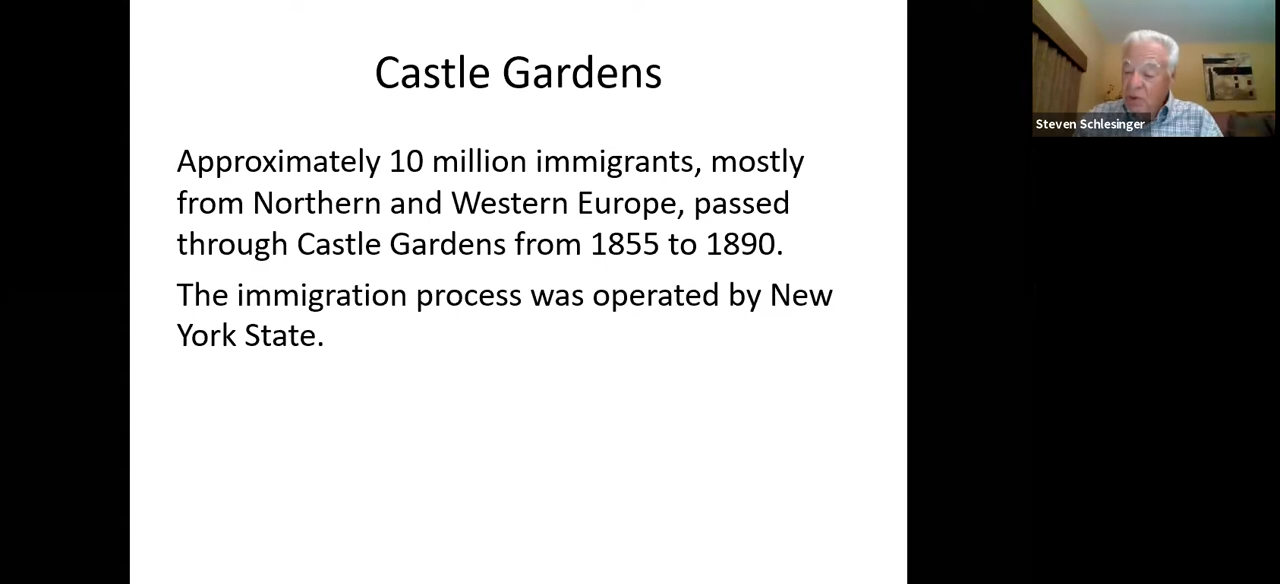 Castle Gardens
Approximately 10 million immigrants, mostly
from Northern and Western Europe, passed
through Castle Gardens from 1855 to 1890.
The immigration process was operated by New
York State.
Steven Schlesinger